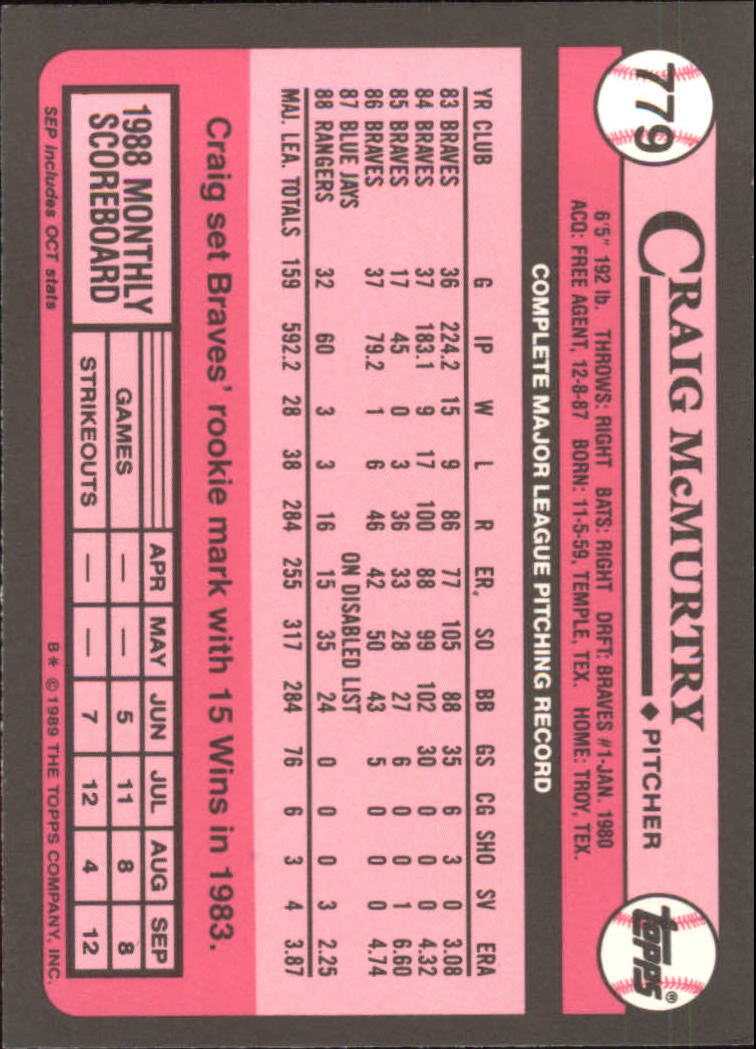 779
CRAIG McMURTRY ♦ PITCHER
topps®
6'5" 192 lb. THROWS: RIGHT BATS: RIGHT DRFT: BRAVES #1-JAN. 1980
ACQ: FREE AGENT, 12-8-87 BORN: 11-5-59, TEMPLE, TEX. HOME: TROY, TEX.
COMPLETE MAJOR LEAGUE PITCHING RECORD
YR CLUB G IP W L R ER. SO BB GS CG SHO SV ERA
83 BRAVES 36 224.2 15 9 86 77 105 88 35 6 3 0 3.08
84 BRAVES 37 183.1 9 17 100 88 99 102 30 0 0 0 4.32
85 BRAVES 17 45 0 3 36 33 28 27 6 0 0 1 6.60
86 BRAVES 37 79.2 1 6 46 42 50 43 5 0 0 0 4.74
87 BLUE JAYS ON DISABLED LIST
88 RANGERS 32 60 3 3 16 15 35 24 0 0 0 3 2.25
MAJ. LEA. TOTALS 159 592.2 28 38 284 255 317 284 76 6 3 4 3.87
Craig set Braves' rookie mark with 15 Wins in 1983.
1988 MONTHLY
SCOREBOARD
APR MAY JUN JUL AUG SEP
GAMES — — 5 11 8 8
STRIKEOUTS — — 7 12 4 12
SEP includes OCT stats
B* © 1989 THE TOPPS COMPANY, INC.